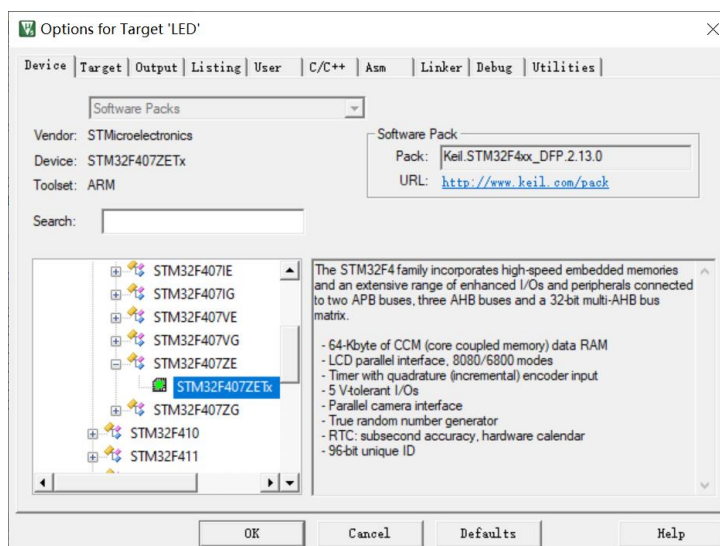 Options for Target 'LED'
Device Target Output Listing User C/C++ Asm Linker Debug Utilities
Software Packs
Vendor: STMicroelectronics
Device: STM32F407ZETx
Toolset: ARM
Search:
Software Pack
Pack: Keil.STM32F4xx_DFP.2.13.0
URL: http://www.keil.com/pack
STM32F407IE
STM32F407IG
STM32F407VE
STM32F407VG
STM32F407ZE
STM32F407ZETx
STM32F407ZG
STM32F410
STM32F411
The STM32F4 family incorporates high-speed embedded memories
and an extensive range of enhanced I/Os and peripherals connected
to two APB buses, three AHB buses and a 32-bit multi-AHB bus
matrix.
- 64-Kbyte of CCM (core coupled memory) data RAM
- LCD parallel interface, 8080/6800 modes
- Timer with quadrature (incremental) encoder input
- 5 V-tolerant I/Os
- Parallel camera interface
- True random number generator
- RTC: subsecond accuracy, hardware calendar
- 96-bit unique ID
OK Cancel Defaults Help